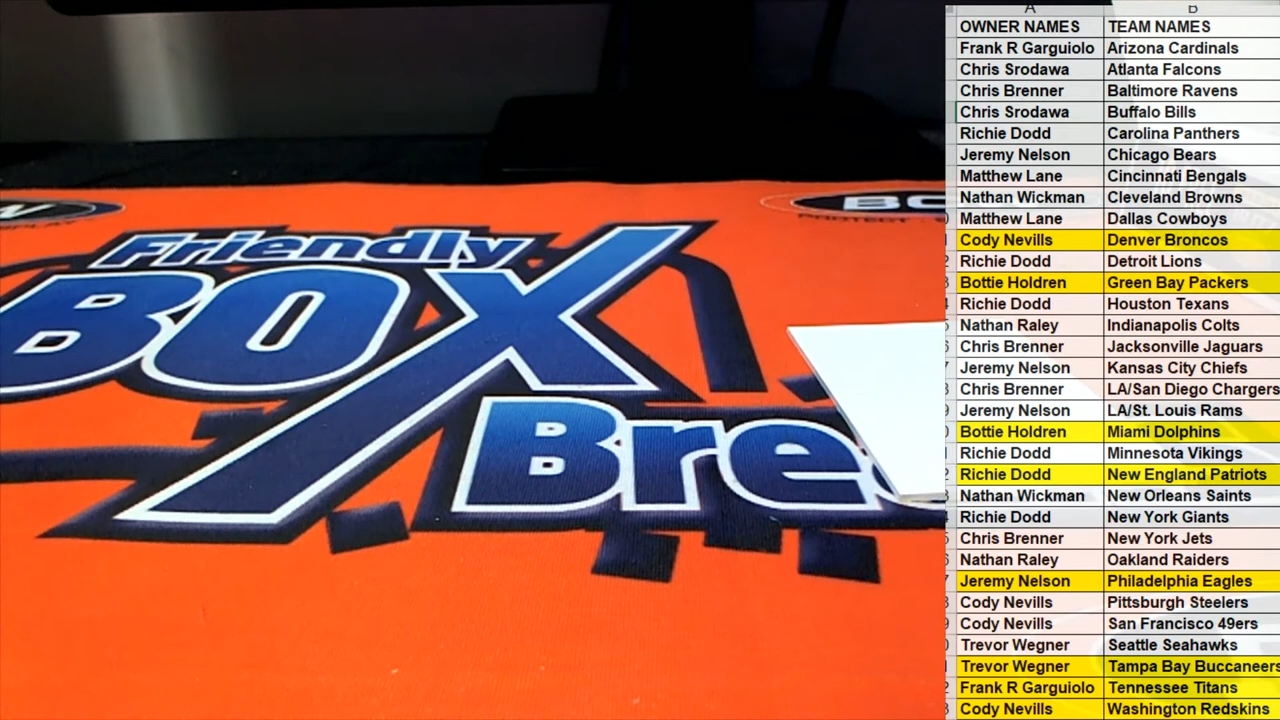 Friendly
BOX
Bre
W
BC
A B
OWNER NAMES TEAM NAMES
Frank R Garguiolo Arizona Cardinals
Chris Srodawa Atlanta Falcons
Chris Brenner Baltimore Ravens
Chris Srodawa Buffalo Bills
Richie Dodd Carolina Panthers
Jeremy Nelson Chicago Bears
Matthew Lane Cincinnati Bengals
Nathan Wickman Cleveland Browns
Matthew Lane Dallas Cowboys
Cody Nevills Denver Broncos
Richie Dodd Detroit Lions
Bottie Holdren Green Bay Packers
Richie Dodd Houston Texans
Nathan Raley Indianapolis Colts
Chris Brenner Jacksonville Jaguars
Jeremy Nelson Kansas City Chiefs
Chris Brenner LA/San Diego Chargers
Jeremy Nelson LA/St. Louis Rams
Bottie Holdren Miami Dolphins
Richie Dodd Minnesota Vikings
Richie Dodd New England Patriots
Nathan Wickman New Orleans Saints
Richie Dodd New York Giants
Chris Brenner New York Jets
Nathan Raley Oakland Raiders
Jeremy Nelson Philadelphia Eagles
Cody Nevills Pittsburgh Steelers
Cody Nevills San Francisco 49ers
Trevor Wegner Seattle Seahawks
Trevor Wegner Tampa Bay Buccaneers
Frank R Garguiolo Tennessee Titans
Cody Nevills Washington Redskins